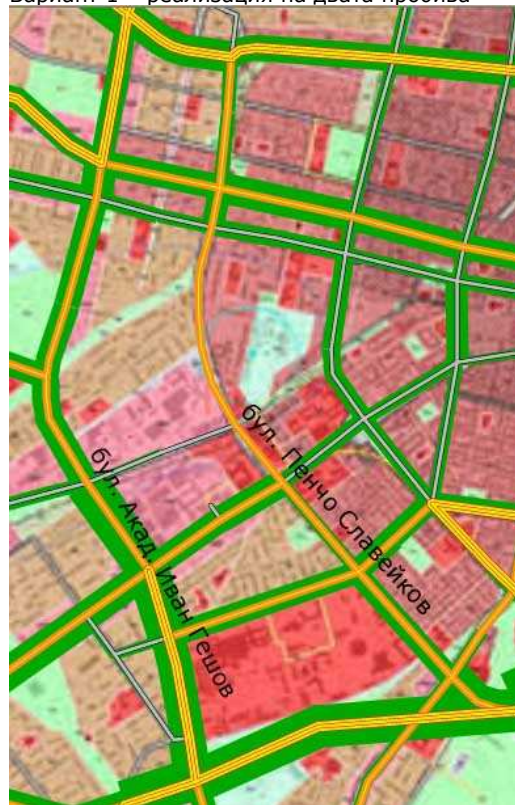 Вариант 1 – реализация на двата пробива
бул. Пенчо Славейков
бул. Акад. Иван Гешов